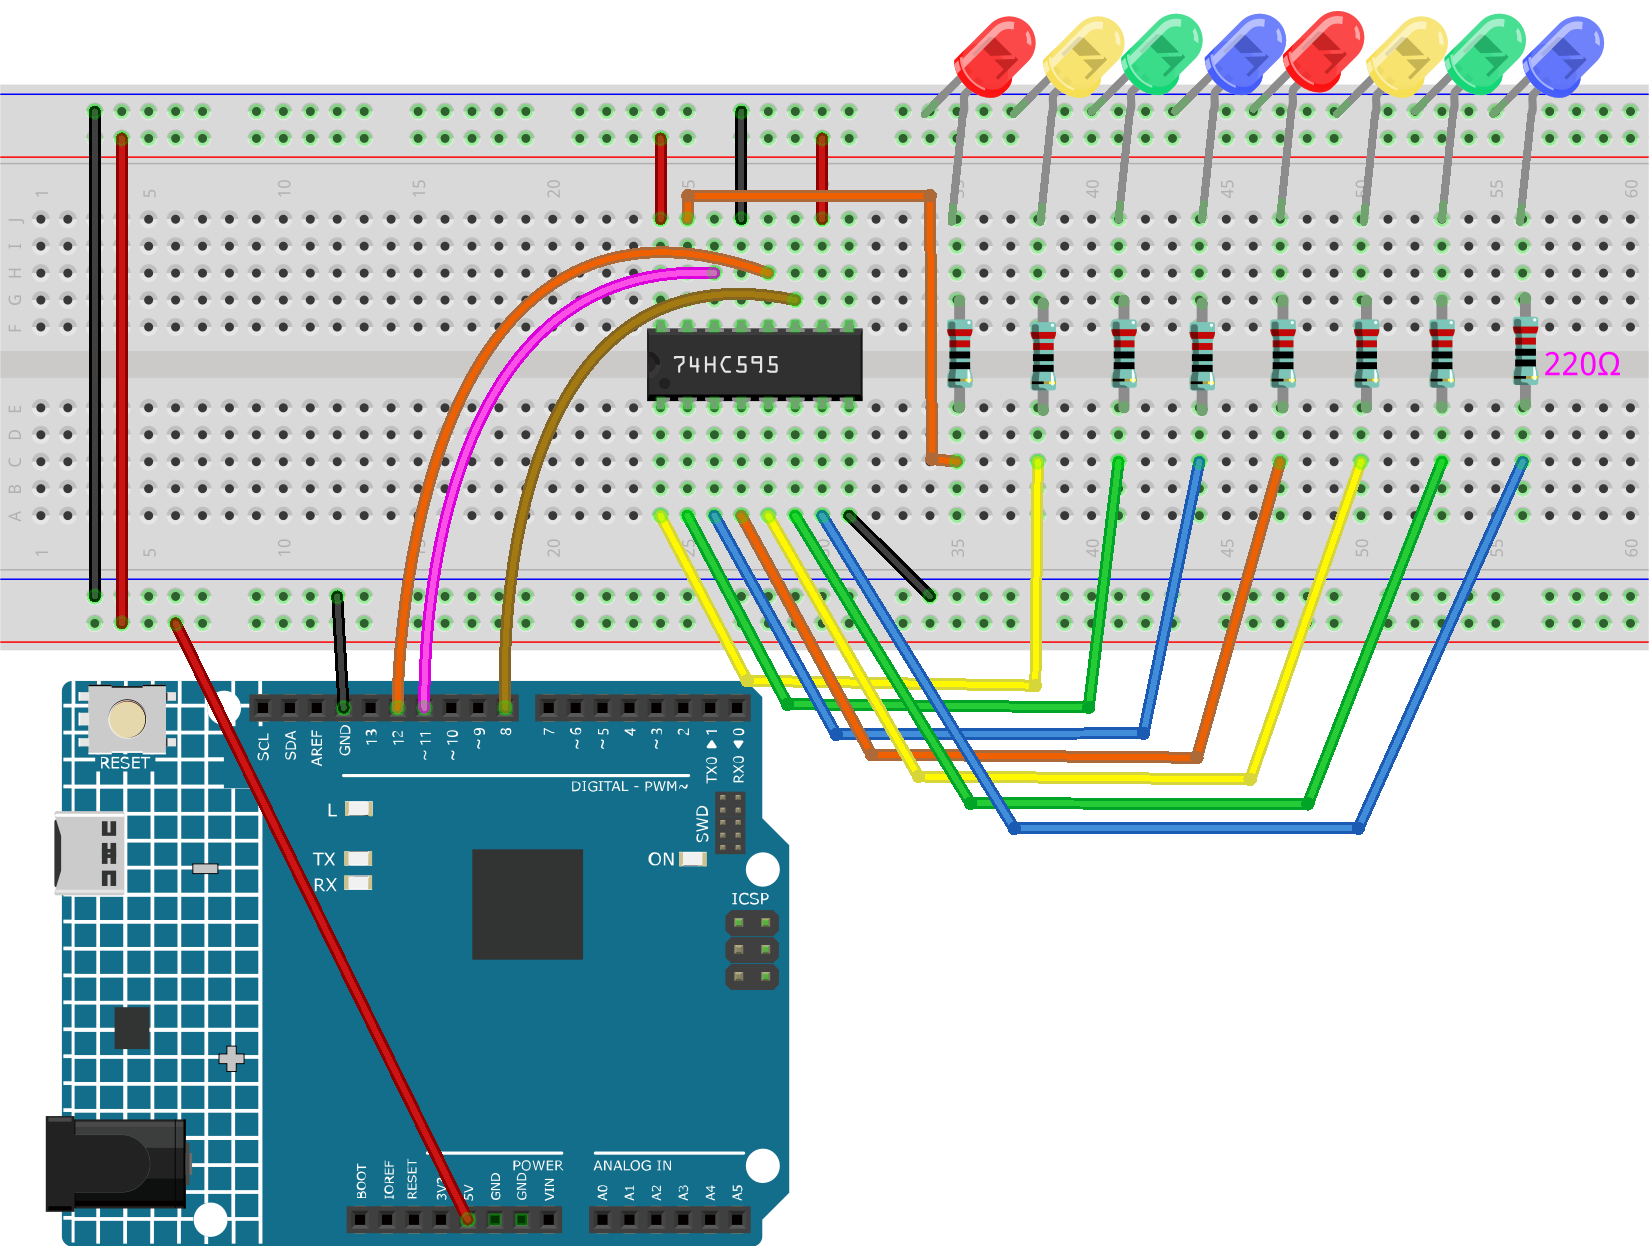 1 5 10 15 20 25 30 35 40 45 50 55 60
J
I
H
G
F
74HC595
220Ω
E
D
C
B
A
1 5 10 15 20 25 30 35 40 45 50 55 60
RESET
SCL SDA AREF GND 13 12 ~11 ~10 ~9 8 7 ~6 ~5 4 ~3 2 TX0▶1 RX0◀0
DIGITAL - PWM~
L
TX
RX
ON
SWD
ICSP
POWER
ANALOG IN
BOOT IOREF RESET 3V3 5V GND GND VIN A0 A1 A2 A3 A4 A5